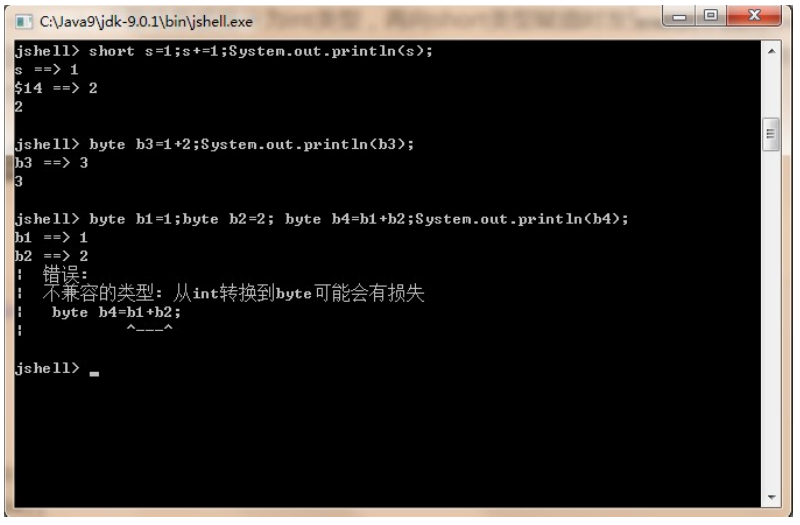 C:\Java9\jdk-9.0.1\bin\jshell.exe
jshell> short s=1;s+=1;System.out.println(s);
s ==> 1
$14 ==> 2
2
jshell> byte b3=1+2;System.out.println(b3);
b3 ==> 3
3
jshell> byte b1=1;byte b2=2; byte b4=b1+b2;System.out.println(b4);
b1 ==> 1
b2 ==> 2
|  错误:
|  不兼容的类型: 从int转换到byte可能会有损失
|  byte b4=b1+b2;
|          ^---^
jshell> _